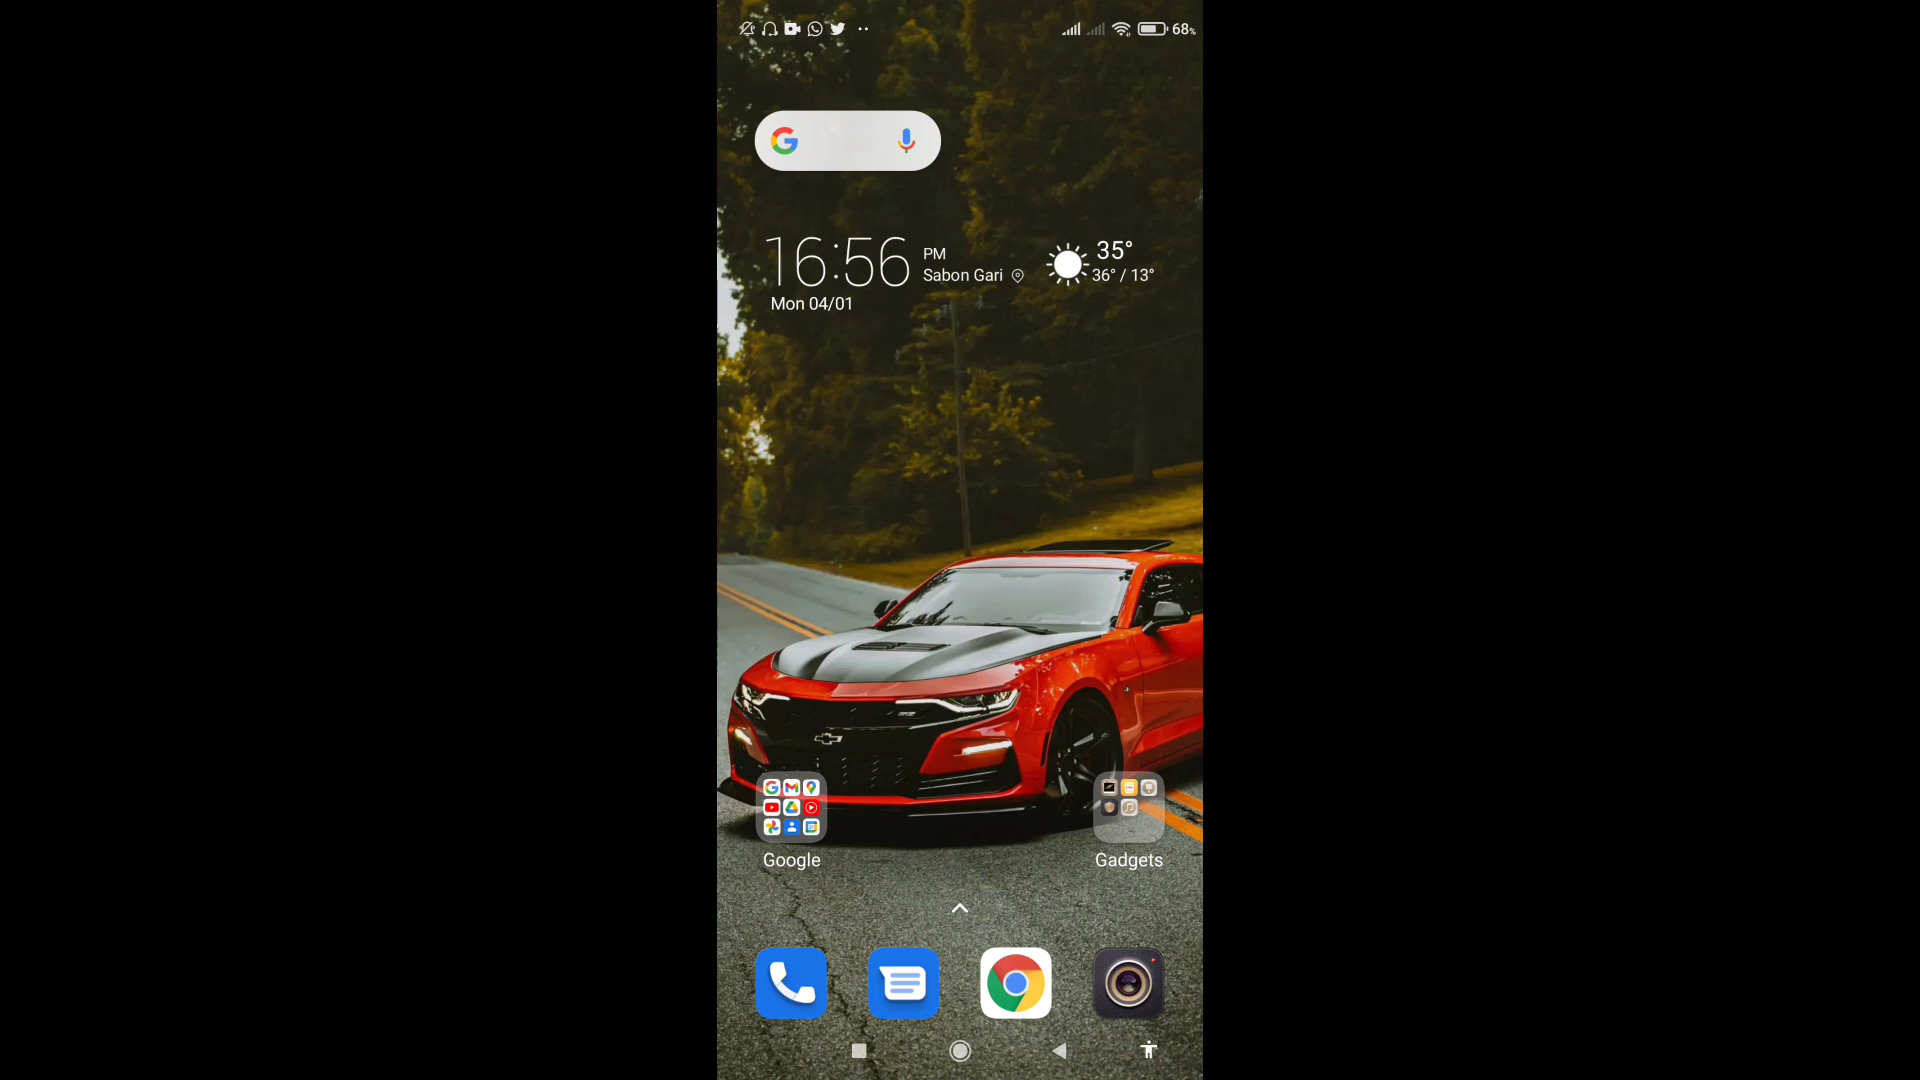 68%
16:56
PM
Sabon Gari
35°
36° / 13°
Mon 04/01
Google
Gadgets